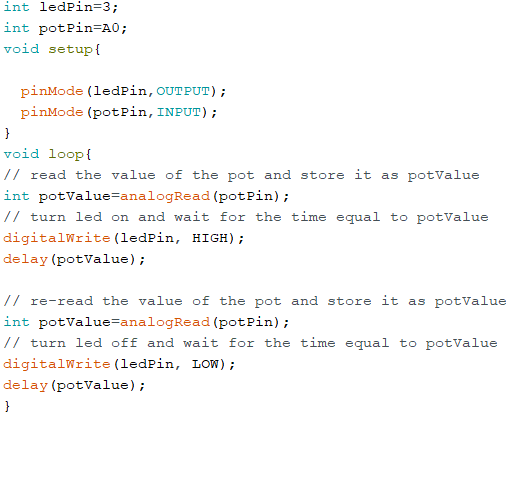 int ledPin=3;
int potPin=A0;
void setup{
pinMode(ledPin,OUTPUT);
pinMode(potPin,INPUT);
}
void loop{
// read the value of the pot and store it as potValue
int potValue=analogRead(potPin);
// turn led on and wait for the time equal to potValue
digitalWrite(ledPin, HIGH);
delay(potValue);
// re-read the value of the pot and store it as potValue
int potValue=analogRead(potPin);
// turn led off and wait for the time equal to potValue
digitalWrite(ledPin, LOW);
delay(potValue);
}